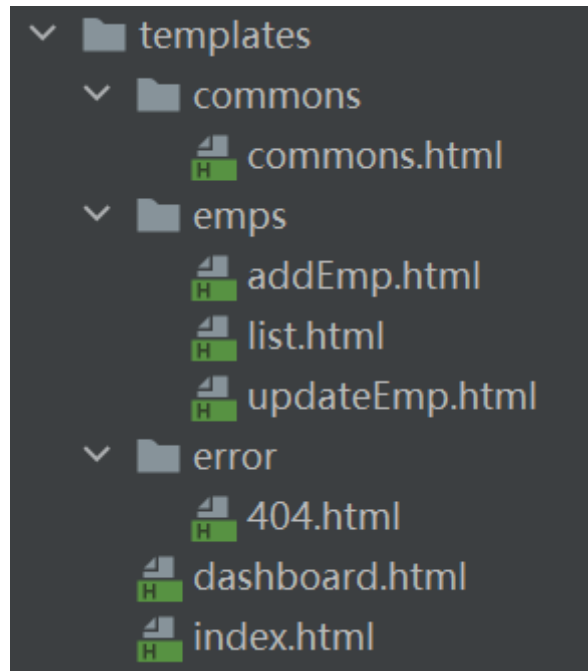 templates
commons
commons.html
emps
addEmp.html
list.html
updateEmp.html
error
404.html
dashboard.html
index.html